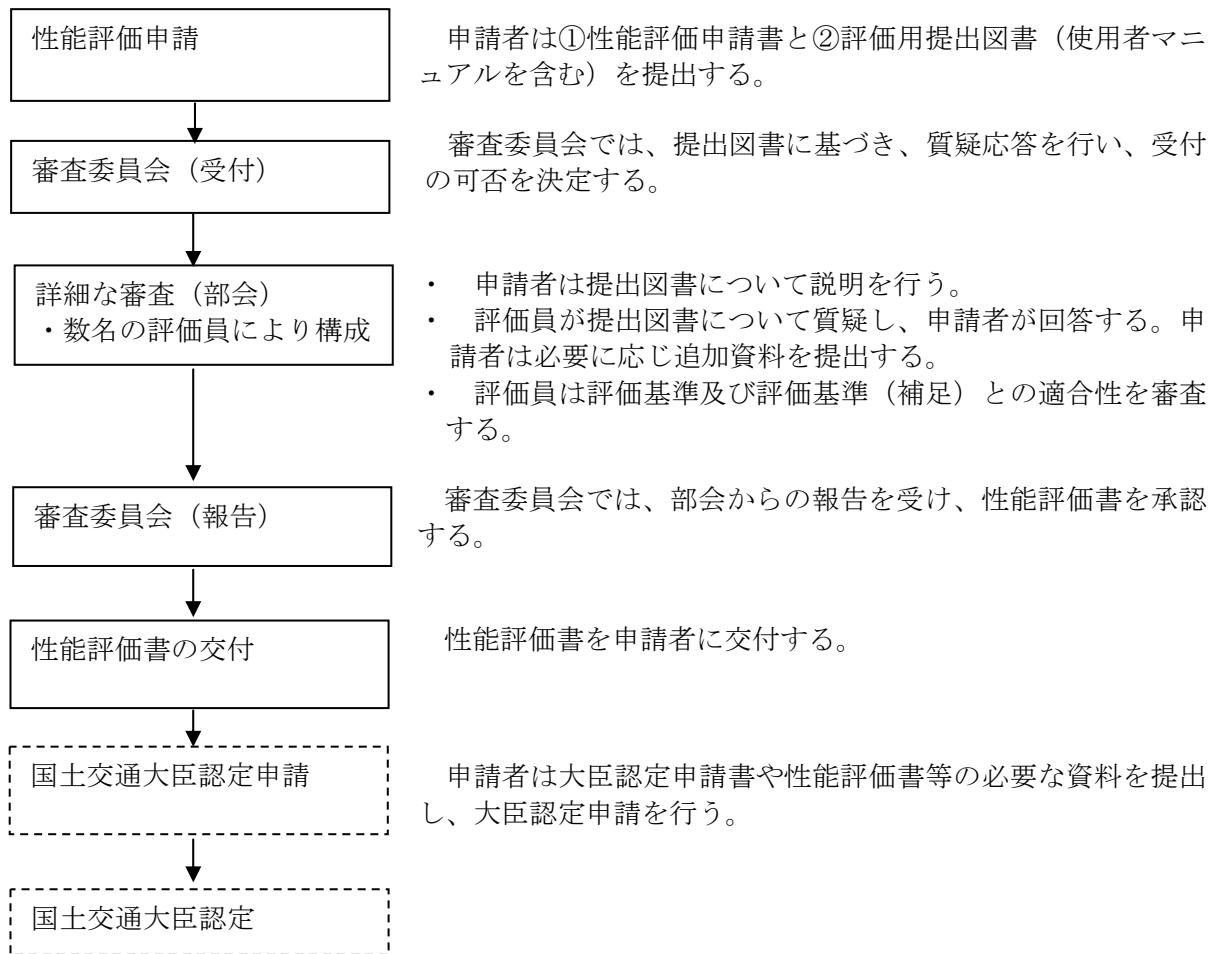 性能評価申請
申請者は①性能評価申請書と②評価用提出図書（使用者マニ
ュアルを含む）を提出する。
審査委員会（受付）
審査委員会では、提出図書に基づき、質疑応答を行い、受付
の可否を決定する。
詳細な審査（部会）
・数名の評価員により構成
・　申請者は提出図書について説明を行う。
・　評価員が提出図書について質疑し、申請者が回答する。申
請者は必要に応じ追加資料を提出する。
・　評価員は評価基準及び評価基準（補足）との適合性を審査
する。
審査委員会（報告）
審査委員会では、部会からの報告を受け、性能評価書を承認
する。
性能評価書の交付
性能評価書を申請者に交付する。
国土交通大臣認定申請
申請者は大臣認定申請書や性能評価書等の必要な資料を提出
し、大臣認定申請を行う。
国土交通大臣認定